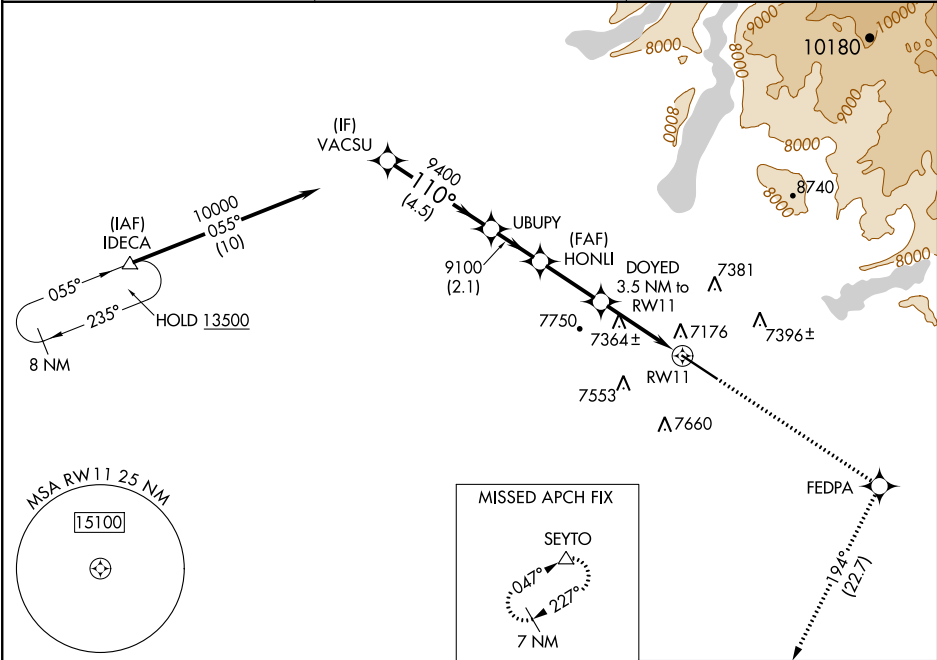 9000
10000
8000
10180
8000
9000
8000
8000
8740
8000
8000
(IF)
VACSU
9400
110°
(4.5)
UBUPY
10000
055°
(10)
(IAF)
IDECA
055°
235°
HOLD 13500
8 NM
9100
(2.1)
(FAF)
HONLI
DOYED
3.5 NM to
RW11
7381
7750
7364±
7176
7396±
RW11
7553
7660
FEDPA
194°
(22.7)
MSA RW11 25 NM
15100
MISSED APCH FIX
SEYTO
047°
227°
7 NM